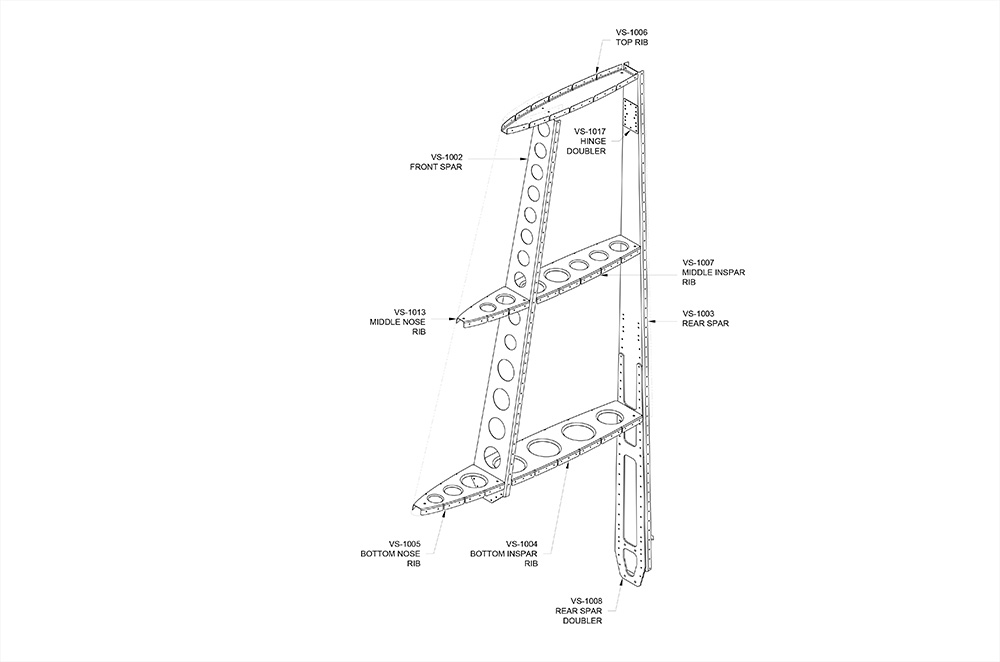 VS-1006
TOP RIB
VS-1017
HINGE
DOUBLER
VS-1002
FRONT SPAR
VS-1007
MIDDLE INSPAR
RIB
VS-1013
MIDDLE NOSE
RIB
VS-1003
REAR SPAR
VS-1005
BOTTOM NOSE
RIB
VS-1004
BOTTOM INSPAR
RIB
VS-1008
REAR SPAR
DOUBLER